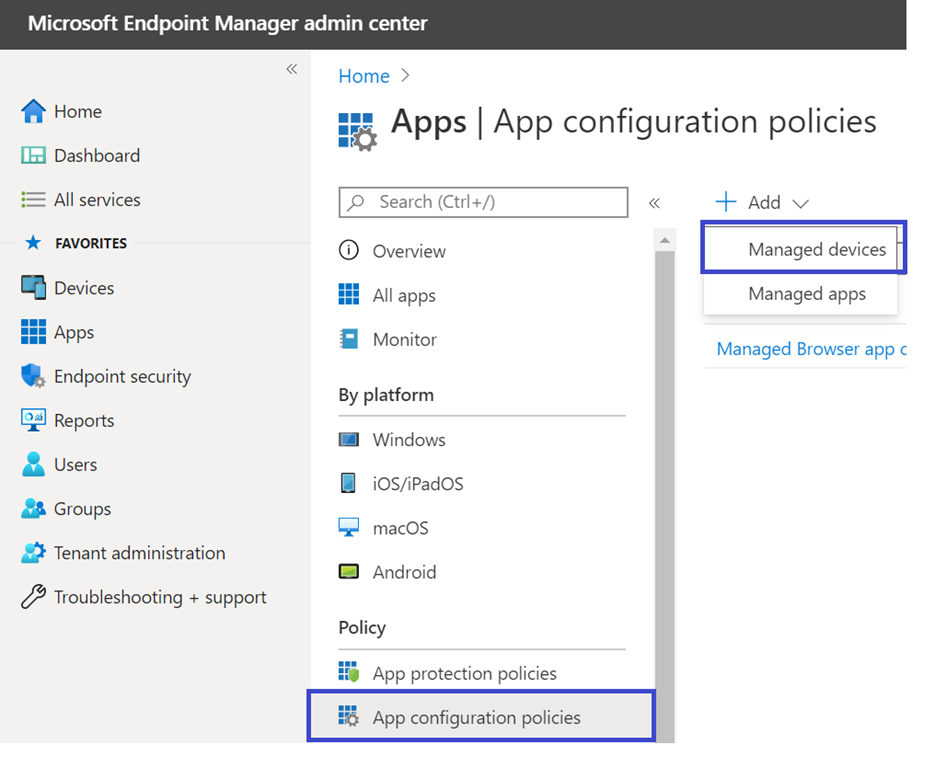 Microsoft Endpoint Manager admin center
Home
Dashboard
All services
FAVORITES
Devices
Apps
Endpoint security
Reports
Users
Groups
Tenant administration
Troubleshooting + support
Home
Apps | App configuration policies
Search (Ctrl+/)
Overview
All apps
Monitor
By platform
Windows
iOS/iPadOS
macOS
Android
Policy
App protection policies
App configuration policies
Add
Managed devices
Managed apps
Managed Browser app